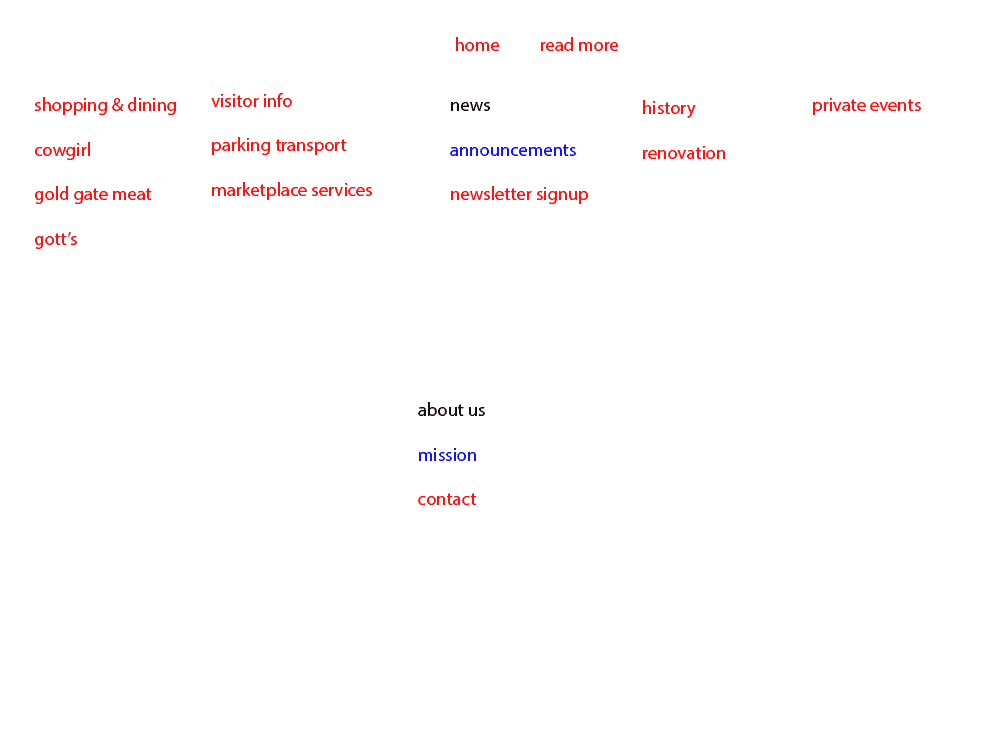 home
read more
shopping & dining
cowgirl
gold gate meat
gott’s
visitor info
parking transport
marketplace services
news
announcements
newsletter signup
history
renovation
private events
about us
mission
contact